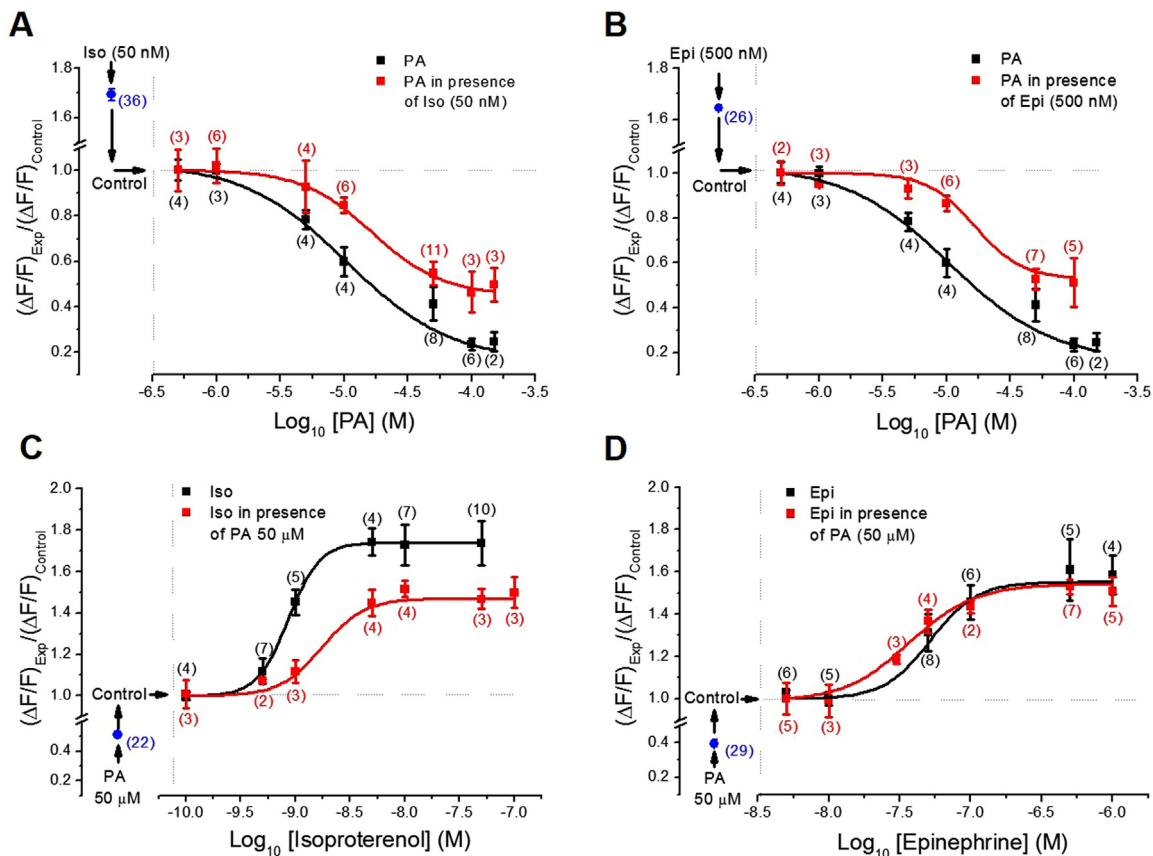 A
Iso (50 nM)
PA
PA in presence
of Iso (50 nM)
(36)
Control
1.8
1.6
1.0
0.8
0.6
0.4
0.2
(ΔF/F)Exp/(ΔF/F)Control
(3)
(6)
(4)
(6)
(11)
(3)
(3)
(4)
(3)
(4)
(4)
(8)
(6)
(2)
-6.5 -6.0 -5.5 -5.0 -4.5 -4.0 -3.5
Log10 [PA] (M)
B
Epi (500 nM)
PA
PA in presence
of Epi (500 nM)
(26)
Control
1.8
1.6
1.0
0.8
0.6
0.4
0.2
(ΔF/F)Exp/(ΔF/F)Control
(2)
(3)
(3)
(6)
(7)
(5)
(4)
(3)
(4)
(4)
(8)
(6)
(2)
-6.5 -6.0 -5.5 -5.0 -4.5 -4.0 -3.5
Log10 [PA] (M)
C
Iso
Iso in presence
of PA 50 µM
2.0
1.8
1.6
1.4
1.2
1.0
0.4
0.2
(ΔF/F)Exp/(ΔF/F)Control
Control
(22)
PA
50 µM
(4)
(7)
(5)
(4)
(7)
(10)
(3)
(2)
(3)
(4)
(4)
(3)
(3)
-10.0 -9.5 -9.0 -8.5 -8.0 -7.5 -7.0
Log10 [Isoproterenol] (M)
D
Epi
Epi in presence
of PA (50 µM)
2.0
1.8
1.6
1.4
1.2
1.0
0.4
0.2
(ΔF/F)Exp/(ΔF/F)Control
Control
(29)
PA
50 µM
(6)
(5)
(3)
(4)
(6)
(5)
(4)
(5)
(3)
(8)
(2)
(7)
(5)
-8.5 -8.0 -7.5 -7.0 -6.5 -6.0
Log10 [Epinephrine] (M)